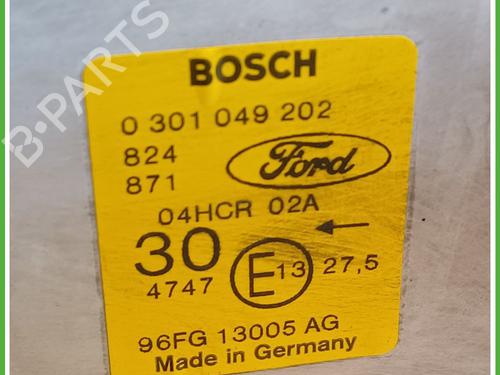 BOSCH
0 301 049 202
824
871
Ford
04HCR 02A
30
E13 27,5
4747
96FG 13005 AG
Made in Germany
B-PARTS